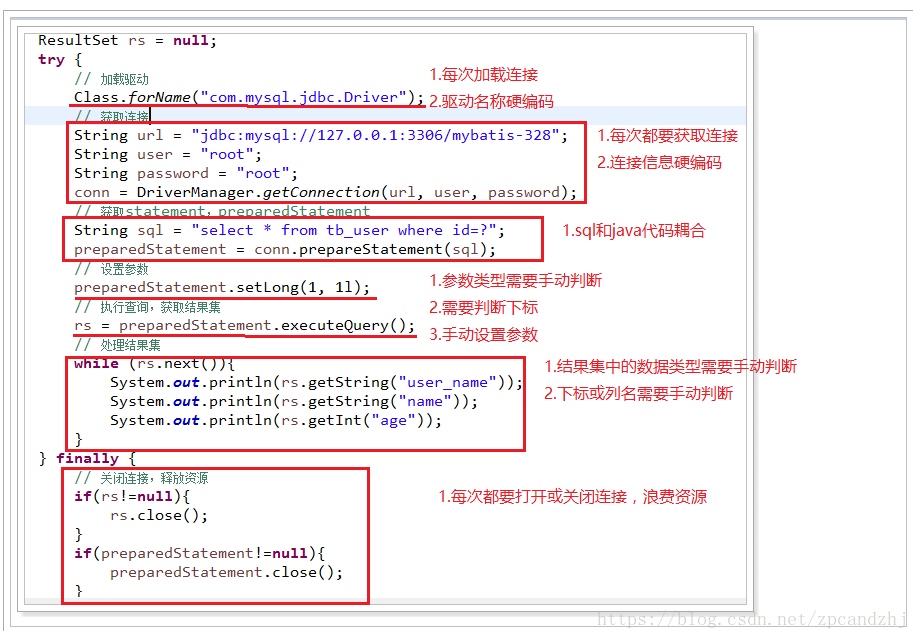 ResultSet rs = null;
try {
// 加载驱动
1.每次加载连接
Class.forName("com.mysql.jdbc.Driver");
2.驱动名称硬编码
// 获取连接
String url = "jdbc:mysql://127.0.0.1:3306/mybatis-328";
1.每次都要获取连接
String user = "root";
2.连接信息硬编码
String password = "root";
conn = DriverManager.getConnection(url, user, password);
// 获取statement，preparedStatement
String sql = "select * from tb_user where id=?";
1.sql和java代码耦合
preparedStatement = conn.prepareStatement(sql);
// 设置参数
1.参数类型需要手动判断
preparedStatement.setLong(1, 1l);
// 执行查询，获取结果集
2.需要判断下标
rs = preparedStatement.executeQuery();
3.手动设置参数
// 处理结果集
while (rs.next()){
1.结果集中的数据类型需要手动判断
System.out.println(rs.getString("user_name"));
2.下标或列名需要手动判断
System.out.println(rs.getString("name"));
System.out.println(rs.getInt("age"));
}
} finally {
// 关闭连接，释放资源
if(rs!=null){
1.每次都要打开或关闭连接，浪费资源
rs.close();
}
if(preparedStatement!=null){
preparedStatement.close();
}
https://blog.csdn.net/zpcandzhj